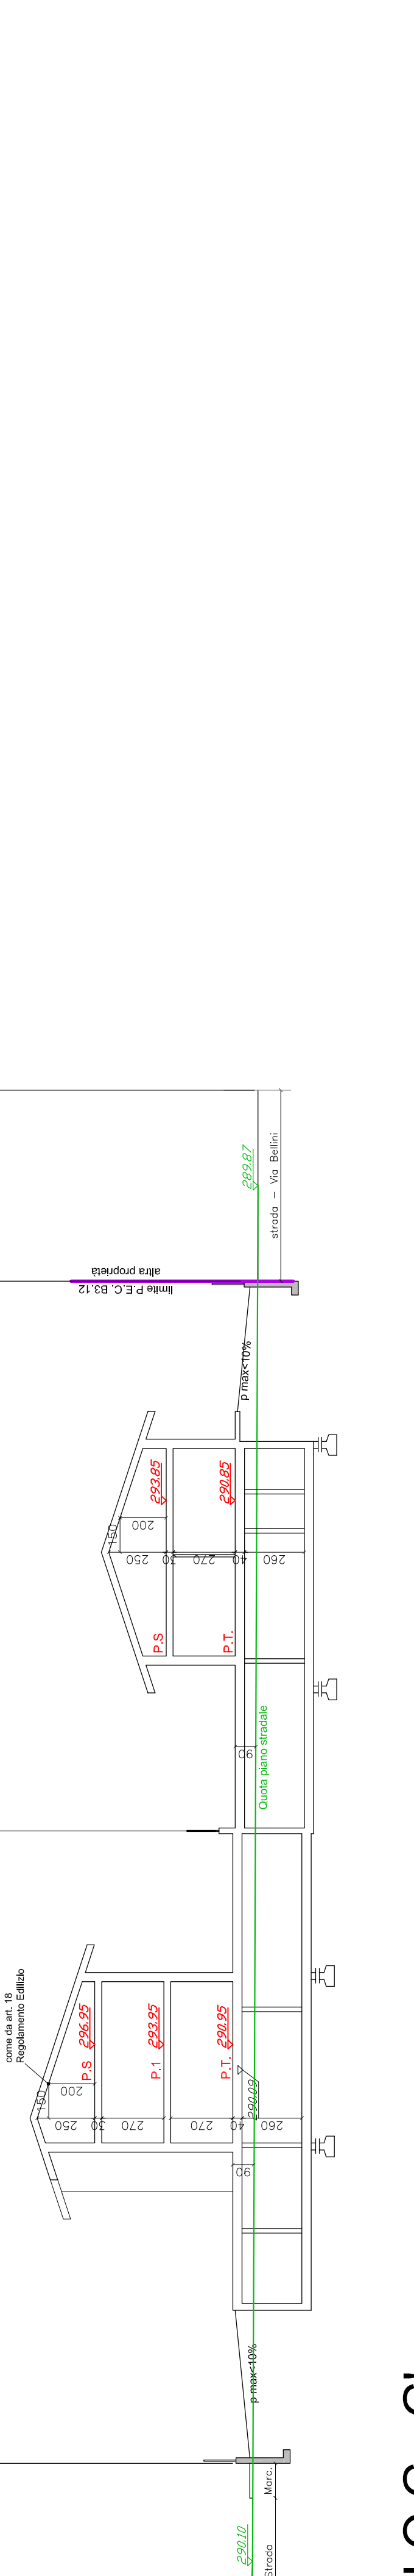 289.87
strada – Via Bellini
altra proprietà
limite P.E.C. B3.12
p max<10%
293.85
290.85
150
200
250
30
270
40
260
P.S
P.T.
90
Quota piano stradale
come da art. 18
Regolamento Edilizio
P.S 296.95
P.1 293.95
P.T. 290.95
150
200
250
30
270
270
40
260
290.09
90
p max<10%
Marc.
290.10
Strada